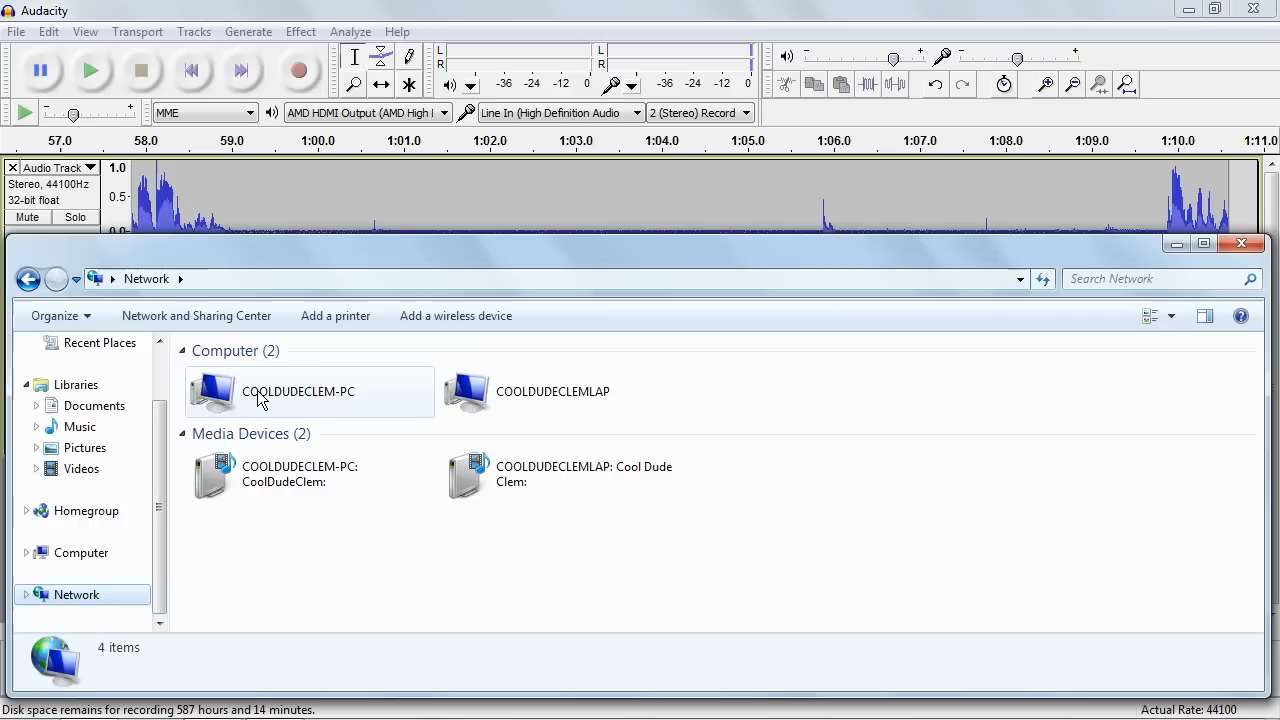 Audacity
File Edit View Transport Tracks Generate Effect Analyze Help
L
R
-36 -24 -12 0
L
R
-36 -24 -12 0
MME
AMD HDMI Output (AMD High I
Line In (High Definition Audio
2 (Stereo) Record
57.0 58.0 59.0 1:00.0 1:01.0 1:02.0 1:03.0 1:04.0 1:05.0 1:06.0 1:07.0 1:08.0 1:09.0 1:10.0 1:11.0
Audio Track
Stereo, 44100Hz
32-bit float
Mute Solo
1.0
0.5
0.0
Network
Search Network
Organize Network and Sharing Center Add a printer Add a wireless device
Recent Places
Libraries
Documents
Music
Pictures
Videos
Homegroup
Computer
Network
Computer (2)
COOLDUDECLEM-PC
COOLDUDECLEMLAP
Media Devices (2)
COOLDUDECLEM-PC:
CoolDudeClem:
COOLDUDECLEMLAP: Cool Dude
Clem:
4 items
Disk space remains for recording 587 hours and 14 minutes.
Actual Rate: 44100